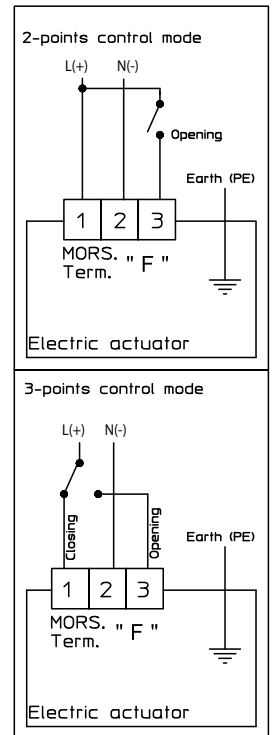 2-points control mode
L(+) N(-)
Opening
Earth (PE)
1 2 3
MORS. " F "
Term.
Electric actuator
3-points control mode
L(+) N(-)
Closing
Opening
Earth (PE)
1 2 3
MORS. " F "
Term.
Electric actuator